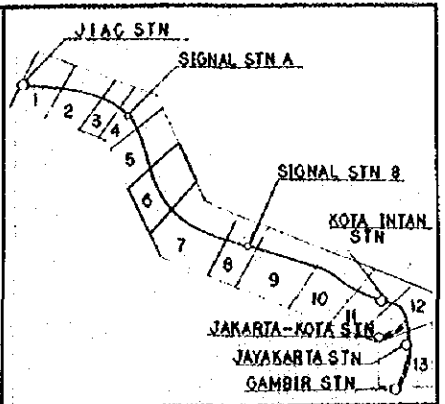 JIAC STN
SIGNAL STN A
1
2
3
4
5
6
SIGNAL STN B
7
8
KOTA INTAN
STN
9
10
11
12
JAKARTA-KOTA STN
JAYAKARTA STN
13
GAMBIR STN